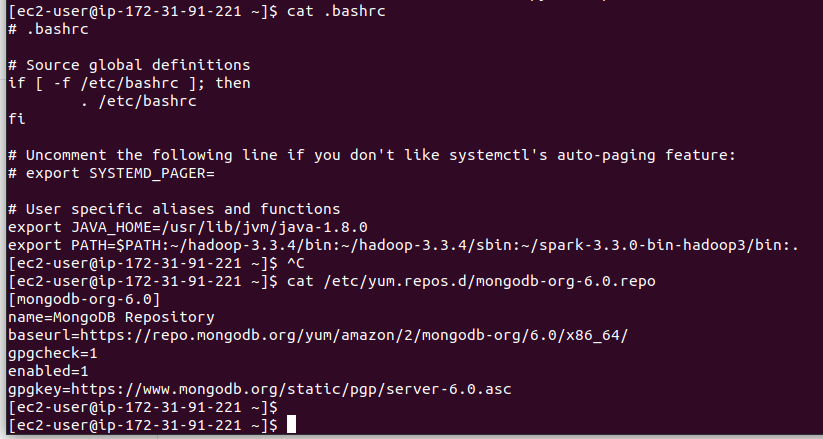 [ec2-user@ip-172-31-91-221 ~]$ cat .bashrc
# .bashrc

# Source global definitions
if [ -f /etc/bashrc ]; then
        . /etc/bashrc
fi

# Uncomment the following line if you don't like systemctl's auto-paging feature:
# export SYSTEMD_PAGER=

# User specific aliases and functions
export JAVA_HOME=/usr/lib/jvm/java-1.8.0
export PATH=$PATH:~/hadoop-3.3.4/bin:~/hadoop-3.3.4/sbin:~/spark-3.3.0-bin-hadoop3/bin:.
[ec2-user@ip-172-31-91-221 ~]$ ^C
[ec2-user@ip-172-31-91-221 ~]$ cat /etc/yum.repos.d/mongodb-org-6.0.repo
[mongodb-org-6.0]
name=MongoDB Repository
baseurl=https://repo.mongodb.org/yum/amazon/2/mongodb-org/6.0/x86_64/
gpgcheck=1
enabled=1
gpgkey=https://www.mongodb.org/static/pgp/server-6.0.asc
[ec2-user@ip-172-31-91-221 ~]$
[ec2-user@ip-172-31-91-221 ~]$